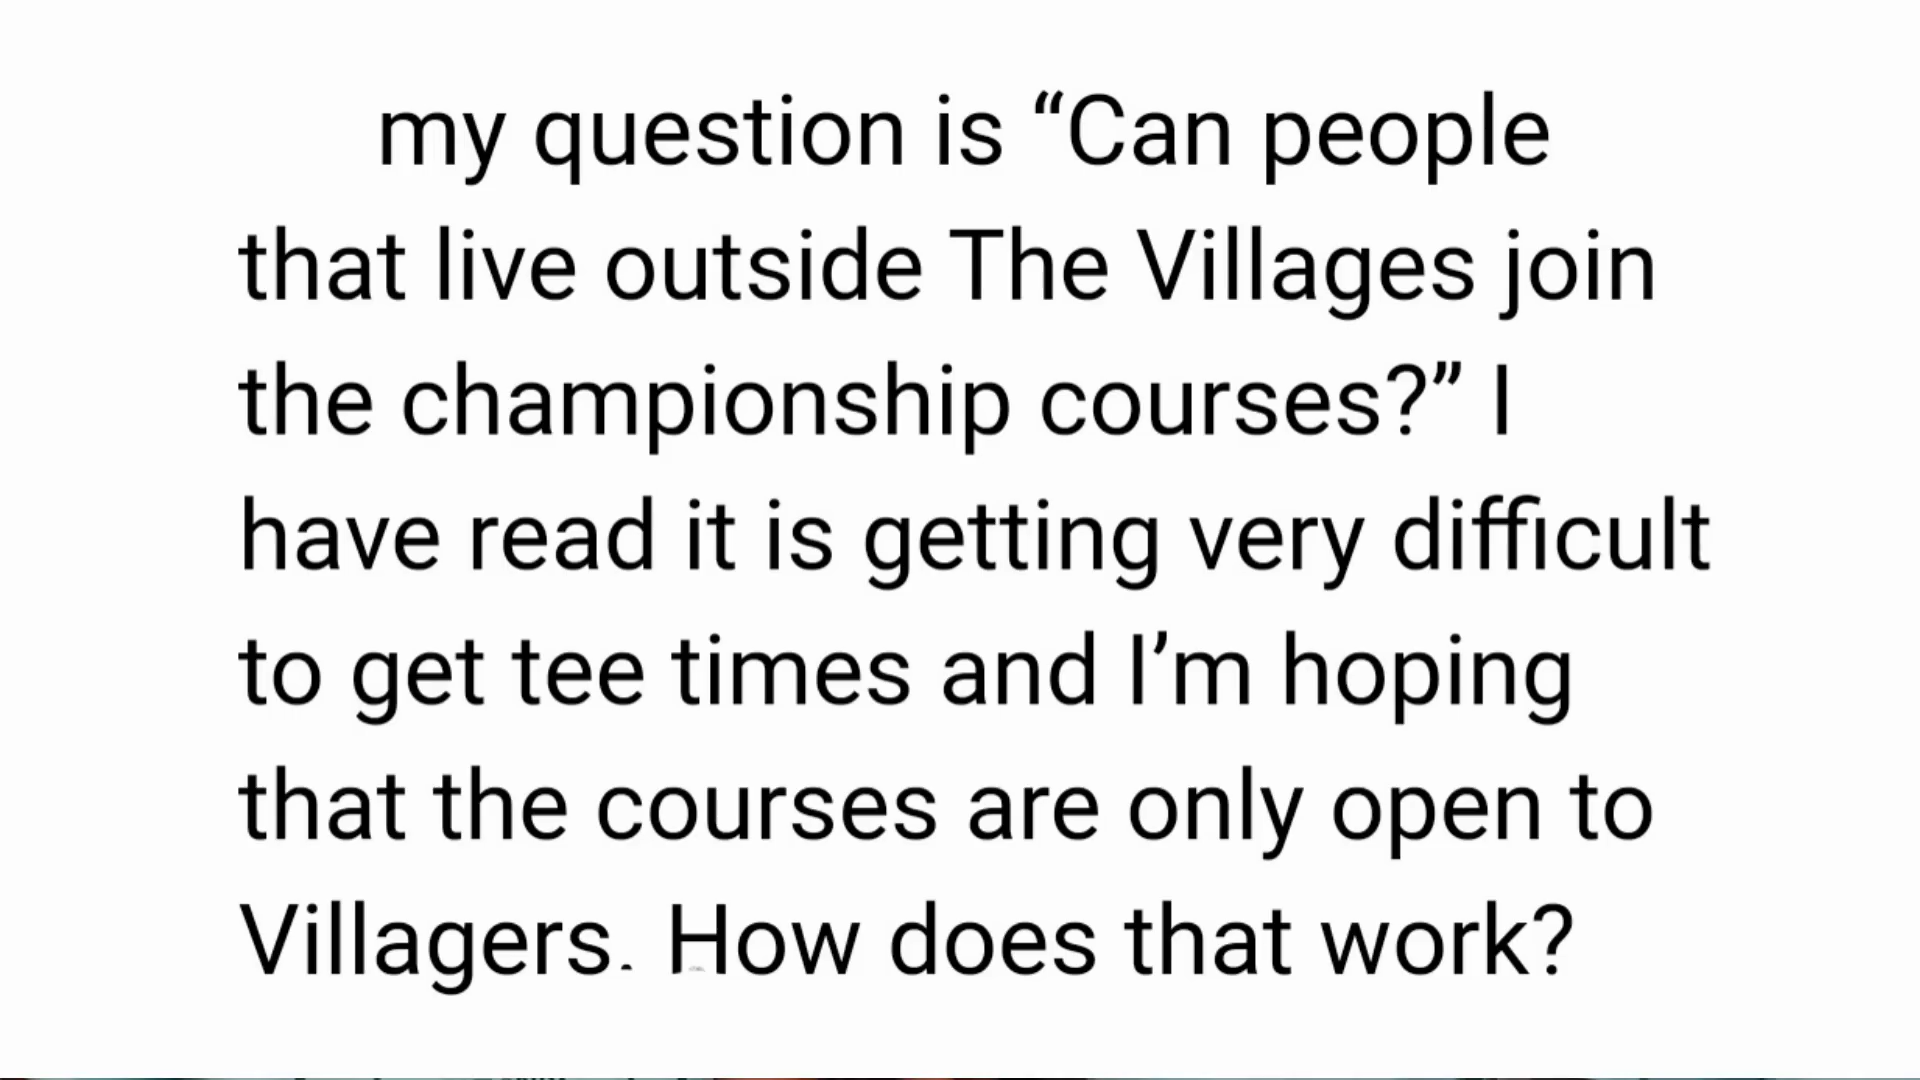 my question is “Can people
that live outside The Villages join
the championship courses?” I
have read it is getting very difficult
to get tee times and I’m hoping
that the courses are only open to
Villagers. How does that work?